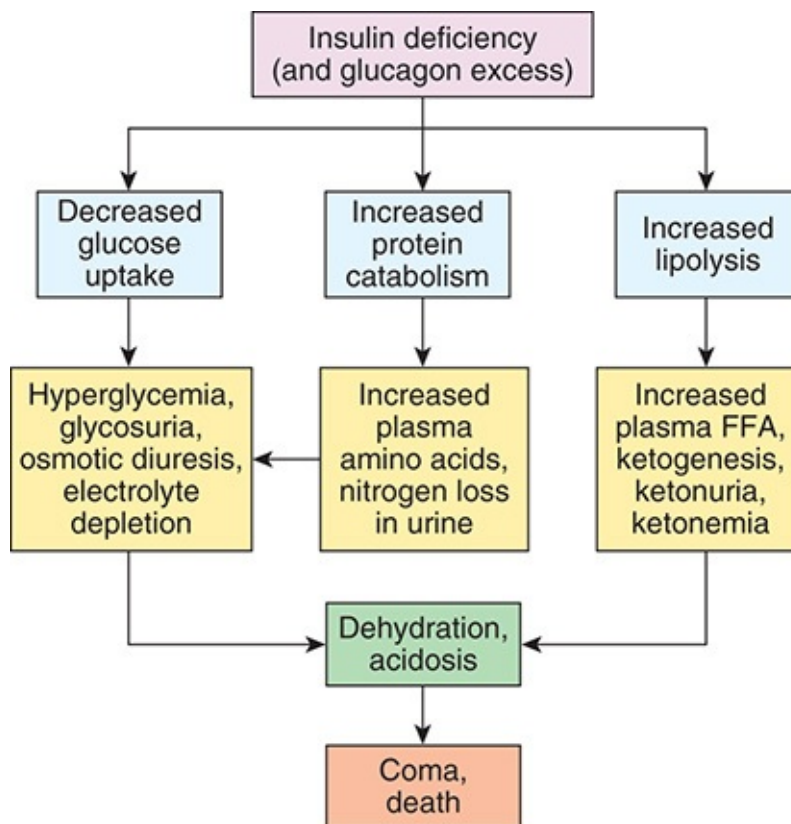 Insulin deficiency
(and glucagon excess)
Decreased
glucose
uptake
Increased
protein
catabolism
Increased
lipolysis
Hyperglycemia,
glycosuria,
osmotic diuresis,
electrolyte
depletion
Increased
plasma
amino acids,
nitrogen loss
in urine
Increased
plasma FFA,
ketogenesis,
ketonuria,
ketonemia
Dehydration,
acidosis
Coma,
death